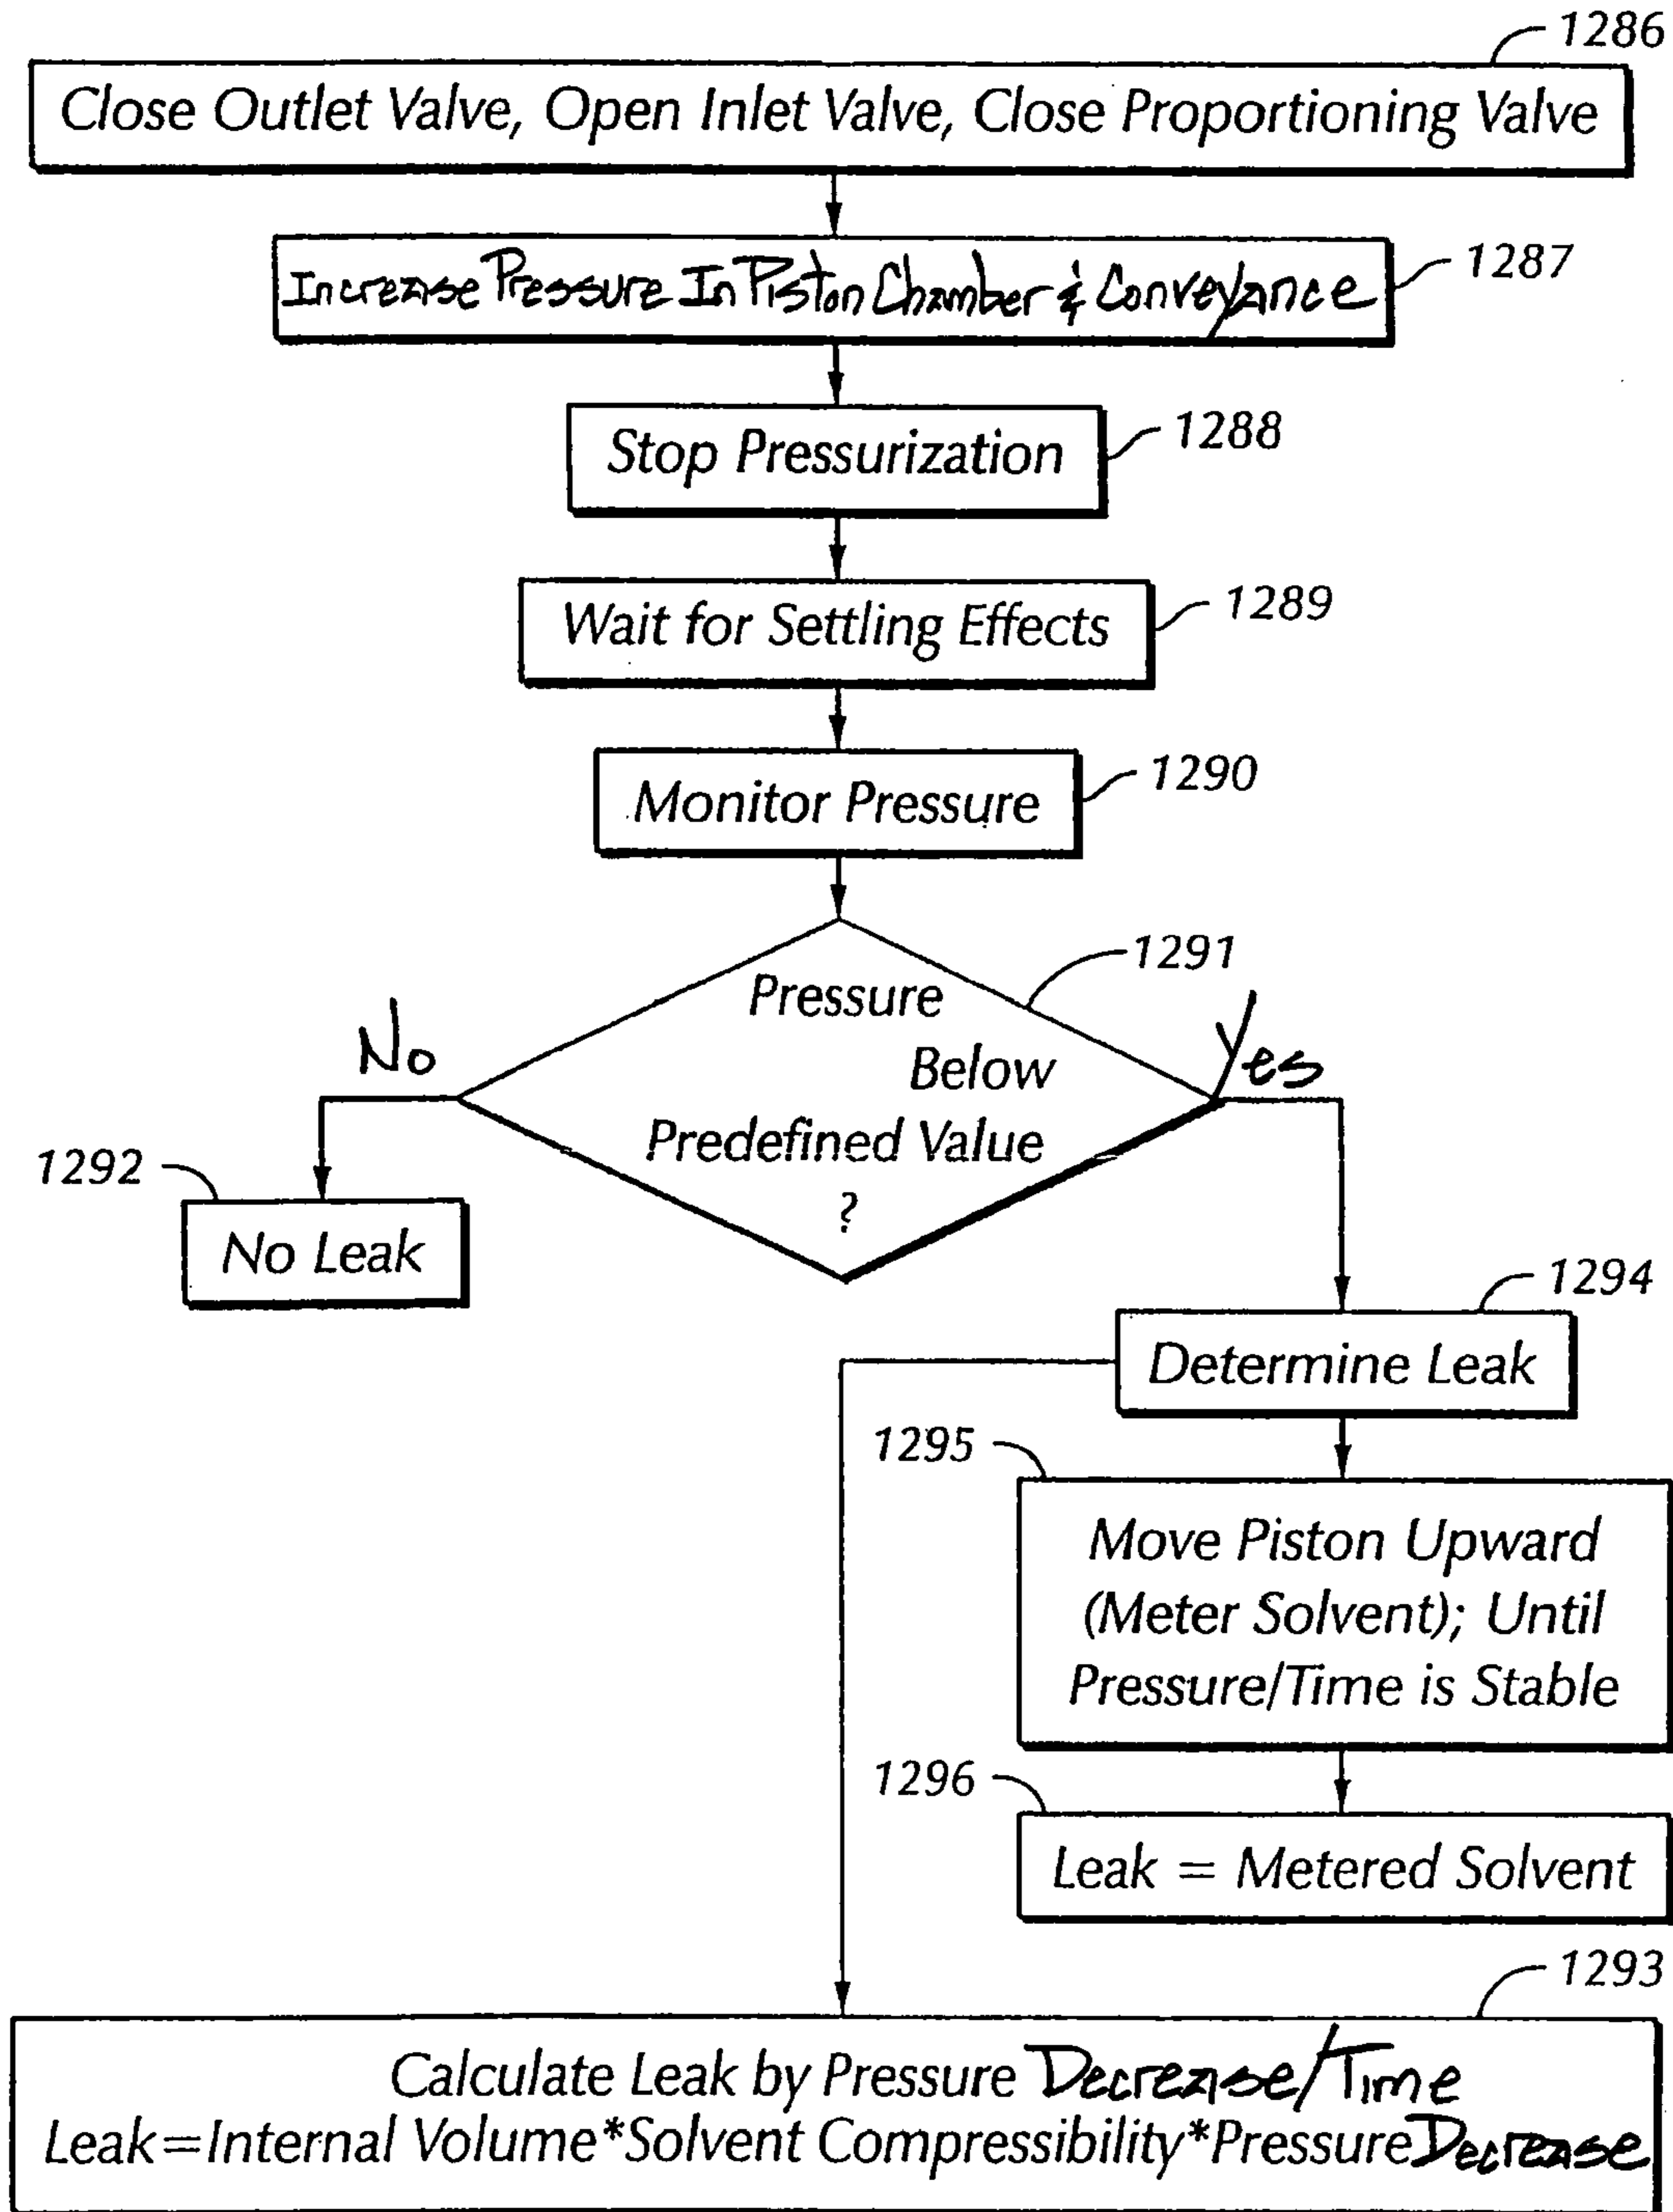 1286
Close Outlet Valve, Open Inlet Valve, Close Proportioning Valve
1287
Increase Pressure In Piston Chamber & Conveyance
1288
Stop Pressurization
1289
Wait for Settling Effects
1290
Monitor Pressure
1291
Pressure
Below
Predefined Value
?
No
Yes
1292
No Leak
1294
Determine Leak
1295
Move Piston Upward
(Meter Solvent); Until
Pressure/Time is Stable
1296
Leak = Metered Solvent
1293
Calculate Leak by Pressure Decrease/Time
Leak=Internal Volume*Solvent Compressibility*Pressure Decrease